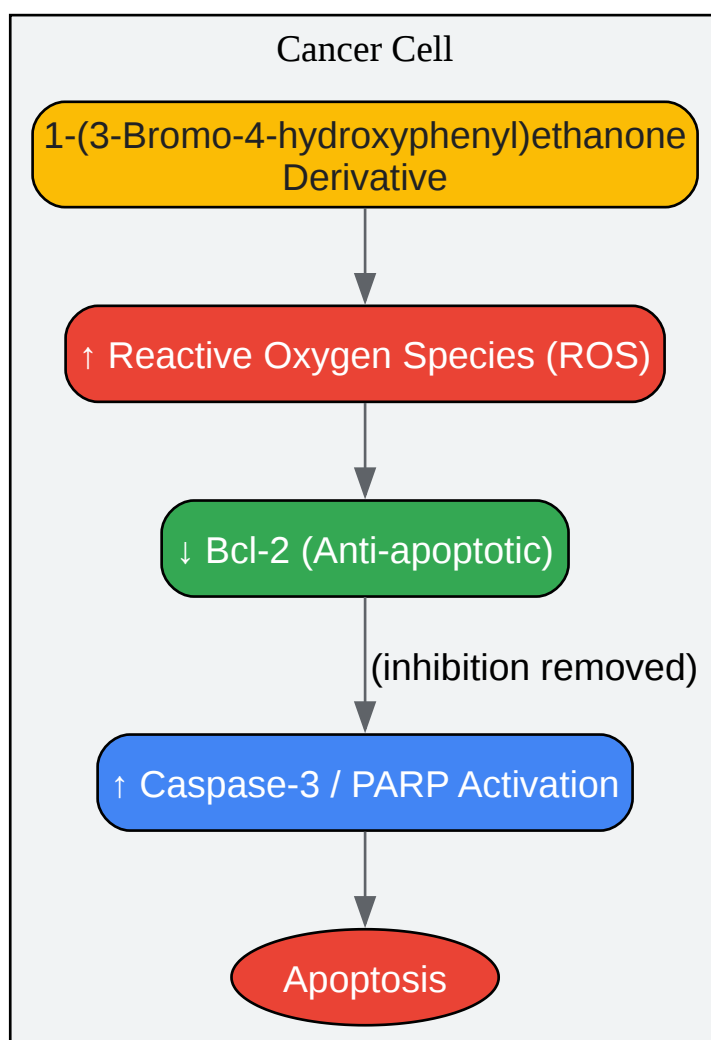 Cancer Cell
1-(3-Bromo-4-hydroxyphenyl)ethanone
Derivative
↑ Reactive Oxygen Species (ROS)
↓ Bcl-2 (Anti-apoptotic)
(inhibition removed)
↑ Caspase-3 / PARP Activation
Apoptosis